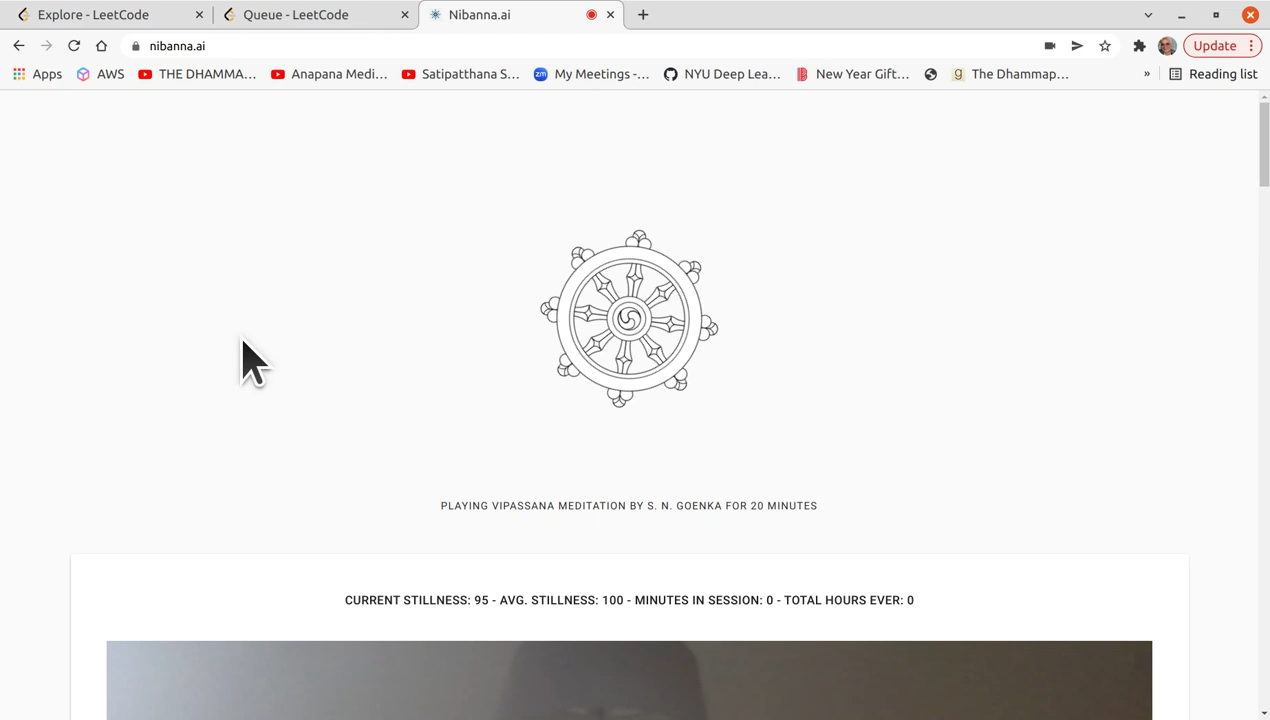 Explore - LeetCode
Queue - LeetCode
Nibanna.ai
nibanna.ai
Update
Apps
AWS
THE DHAMMA...
Anapana Medi...
Satipatthana S...
My Meetings -...
NYU Deep Lea...
New Year Gift...
The Dhammap...
»
Reading list
PLAYING VIPASSANA MEDITATION BY S. N. GOENKA FOR 20 MINUTES
CURRENT STILLNESS: 95 - AVG. STILLNESS: 100 - MINUTES IN SESSION: 0 - TOTAL HOURS EVER: 0